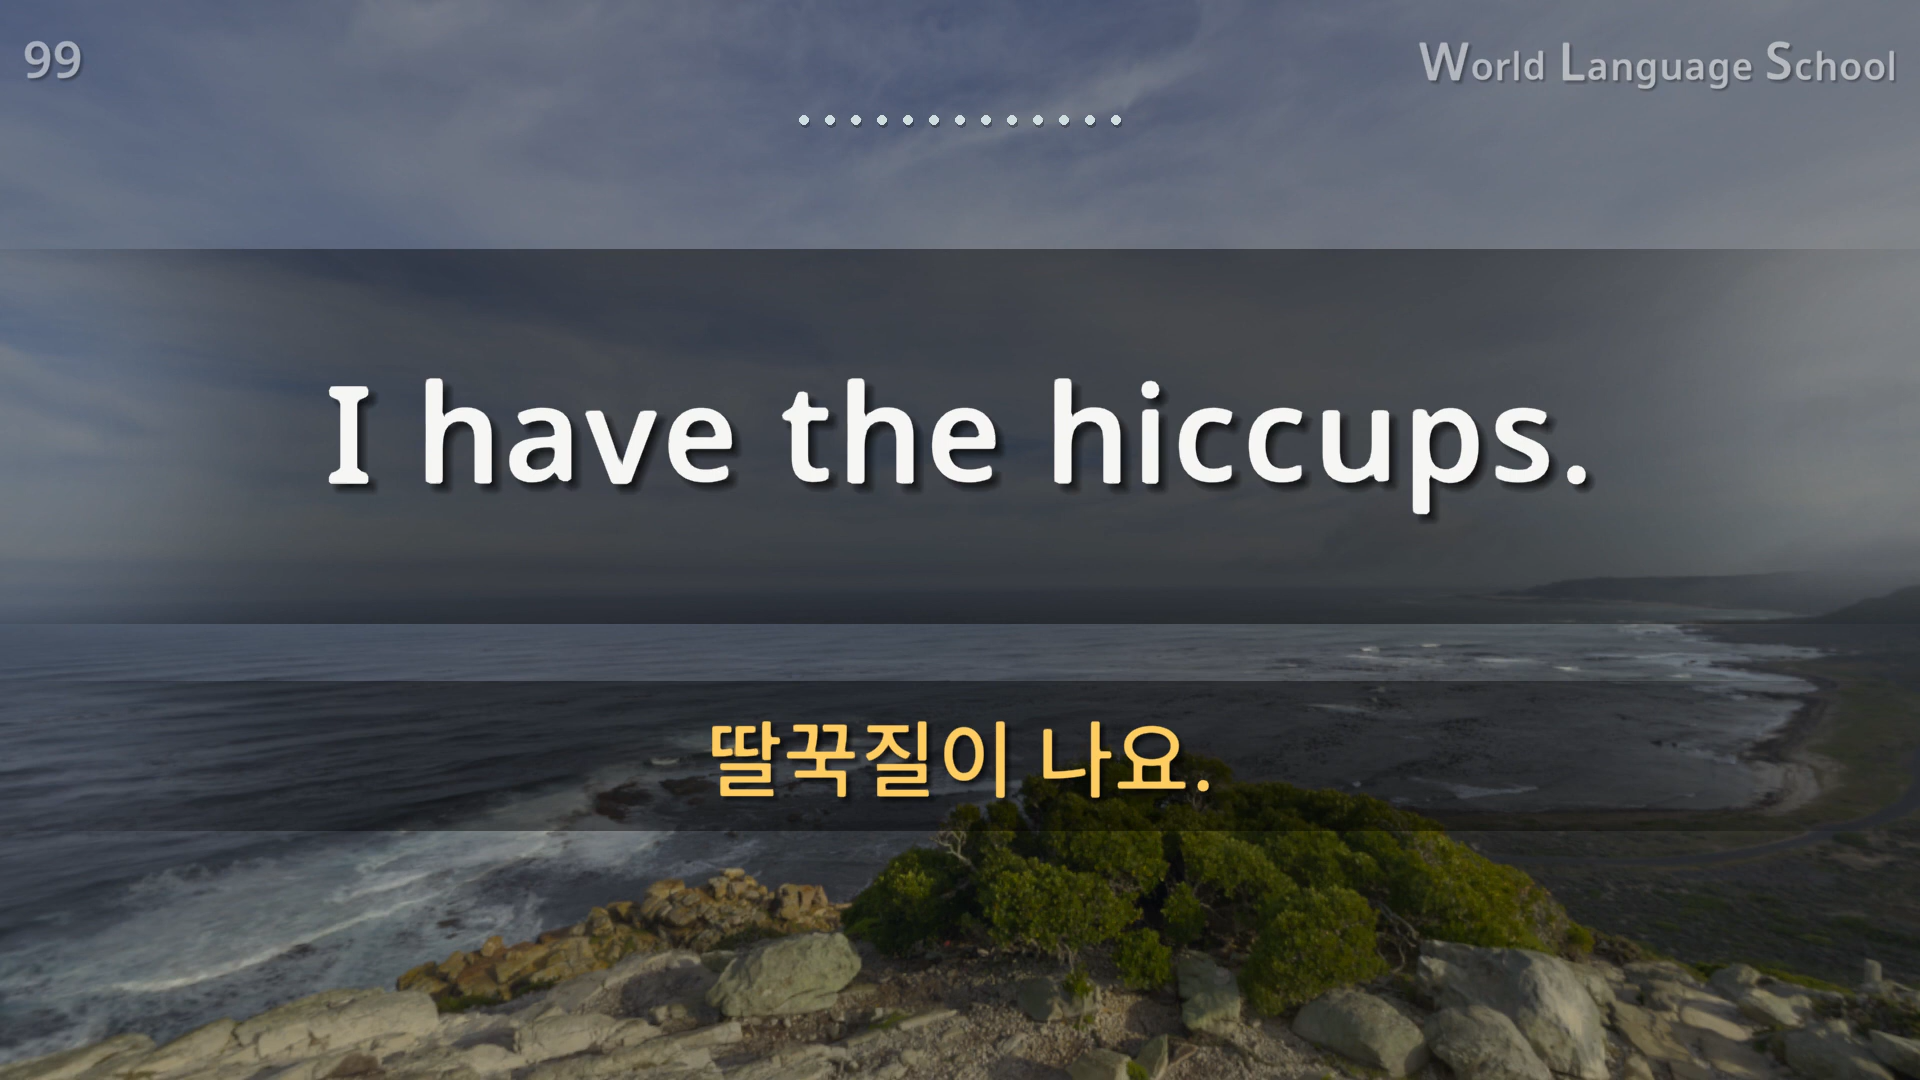 99
World Language School
I have the hiccups.
딸꾹질이 나요.